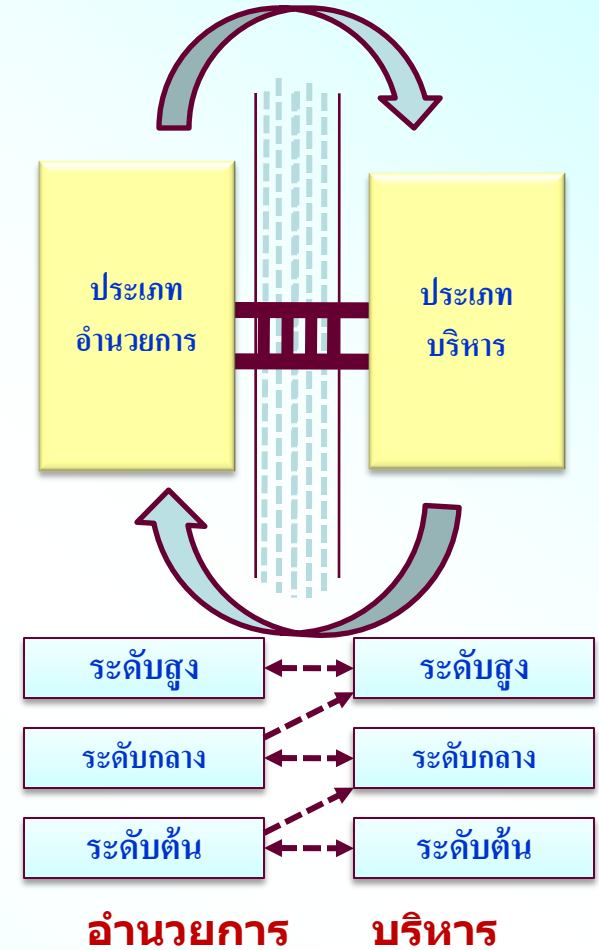 ประเภท
อำนวยการ
ประเภท
บริหาร
ระดับสูง
ระดับสูง
ระดับกลาง
ระดับกลาง
ระดับต้น
ระดับต้น
อำนวยการ
บริหาร